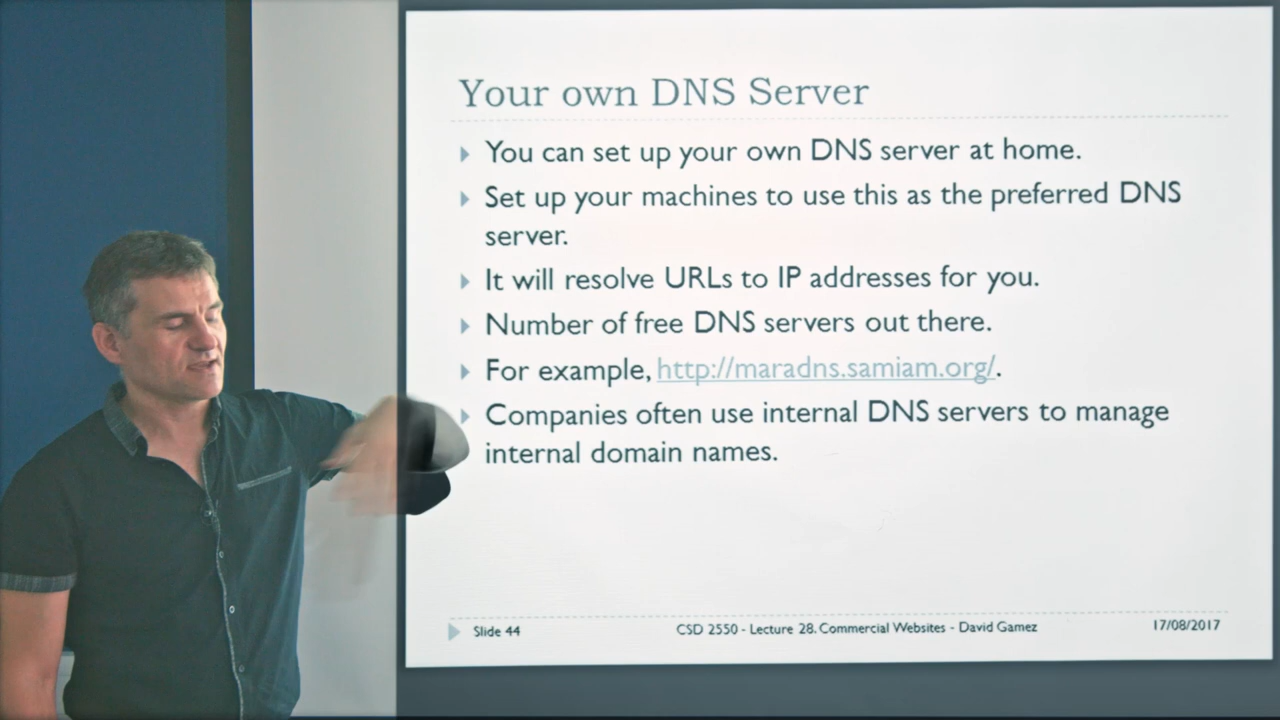 Your own DNS Server
You can set up your own DNS server at home.
Set up your machines to use this as the preferred DNS
server.
It will resolve URLs to IP addresses for you.
Number of free DNS servers out there.
For example, http://maradns.samiam.org/.
Companies often use internal DNS servers to manage
internal domain names.
Slide 44
CSD 2550 - Lecture 28. Commercial Websites - David Gamez
17/08/2017